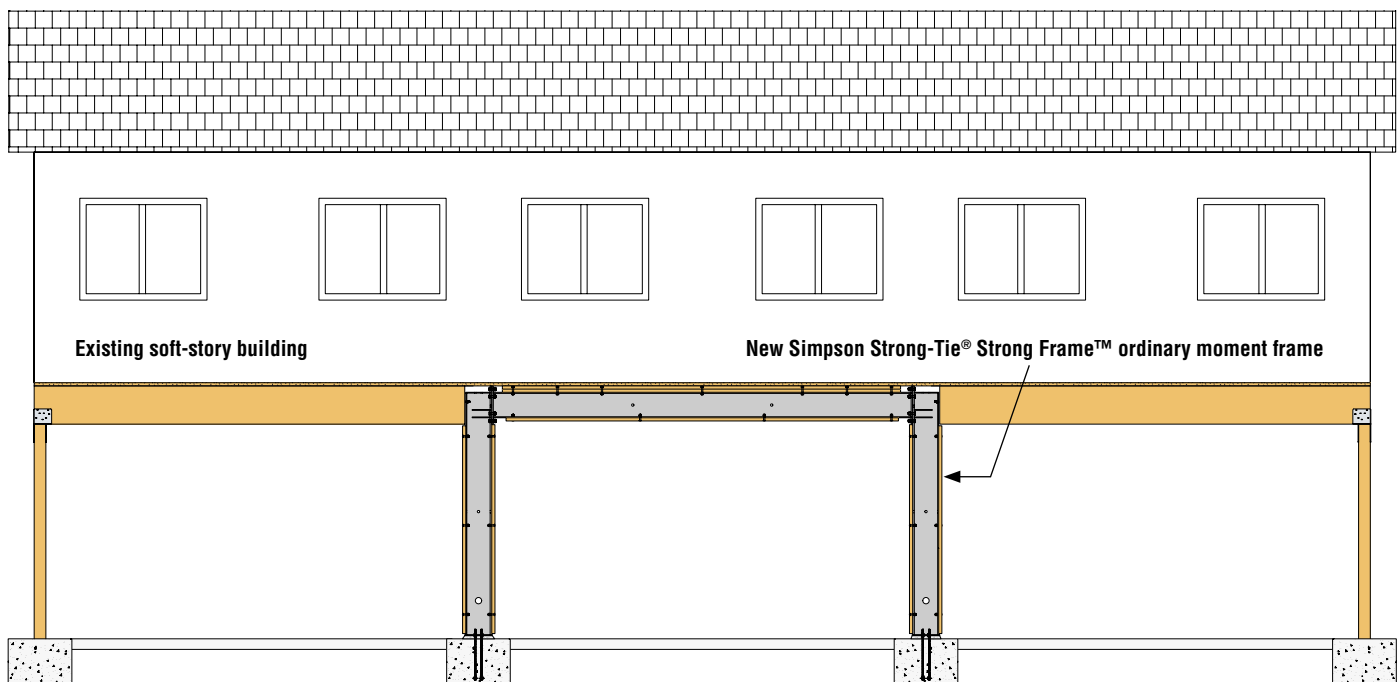 Existing soft-story building
New Simpson Strong-Tie® Strong Frame™ ordinary moment frame